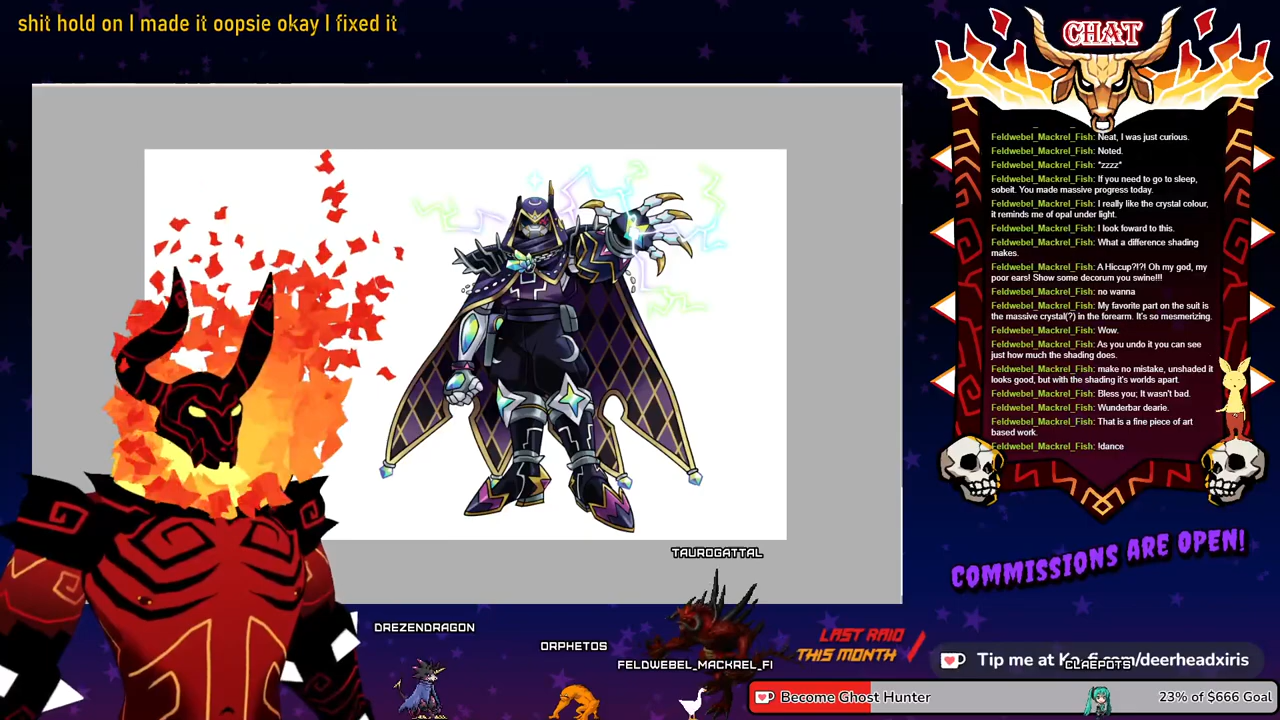 shit hold on I made it oopsie okay I fixed it
CHAT
Feldwebel_Mackrel_Fish: Neat, I was just curious.
Feldwebel_Mackrel_Fish: Noted.
Feldwebel_Mackrel_Fish: *zzzz*
Feldwebel_Mackrel_Fish: If you need to go to sleep,
sobeit. You made massive progress today.
Feldwebel_Mackrel_Fish: I really like the crystal colour,
it reminds me of opal under light.
Feldwebel_Mackrel_Fish: I look foward to this.
Feldwebel_Mackrel_Fish: What a difference shading
makes.
Feldwebel_Mackrel_Fish: A Hiccup?!?! Oh my god, my
poor ears! Show some decorum you swine!!!
Feldwebel_Mackrel_Fish: no wanna
Feldwebel_Mackrel_Fish: My favorite part on the suit is
the massive crystal(?) in the forearm. It's so mesmerizing.
Feldwebel_Mackrel_Fish: Wow.
Feldwebel_Mackrel_Fish: As you undo it you can see
just how much the shading does.
Feldwebel_Mackrel_Fish: make no mistake, unshaded it
looks good, but with the shading it's worlds apart.
Feldwebel_Mackrel_Fish: Bless you; It wasn't bad.
Feldwebel_Mackrel_Fish: Wunderbar dearie.
Feldwebel_Mackrel_Fish: That is a fine piece of art
based work.
Feldwebel_Mackrel_Fish: !dance
COMMISSIONS ARE OPEN!
TAUROGATTAL
DREZENDRAGON
ORPHETOS
FELDWEBEL_MACKREL_FI
LAST RAID
THIS MONTH
Tip me at Ko-fi.com/deerheadxiris
CLAEPOTS
Become Ghost Hunter
23% of $666 Goal